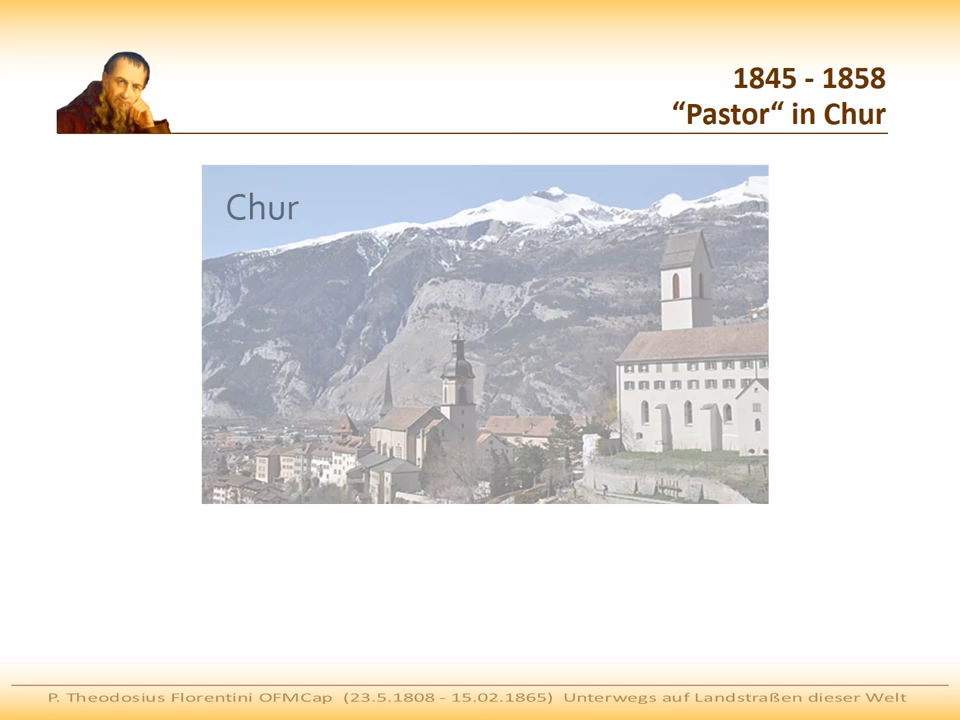 1845 - 1858
“Pastor“ in Chur
Chur
P. Theodosius Florentini OFMCap (23.5.1808 - 15.02.1865) Unterwegs auf Landstraßen dieser Welt